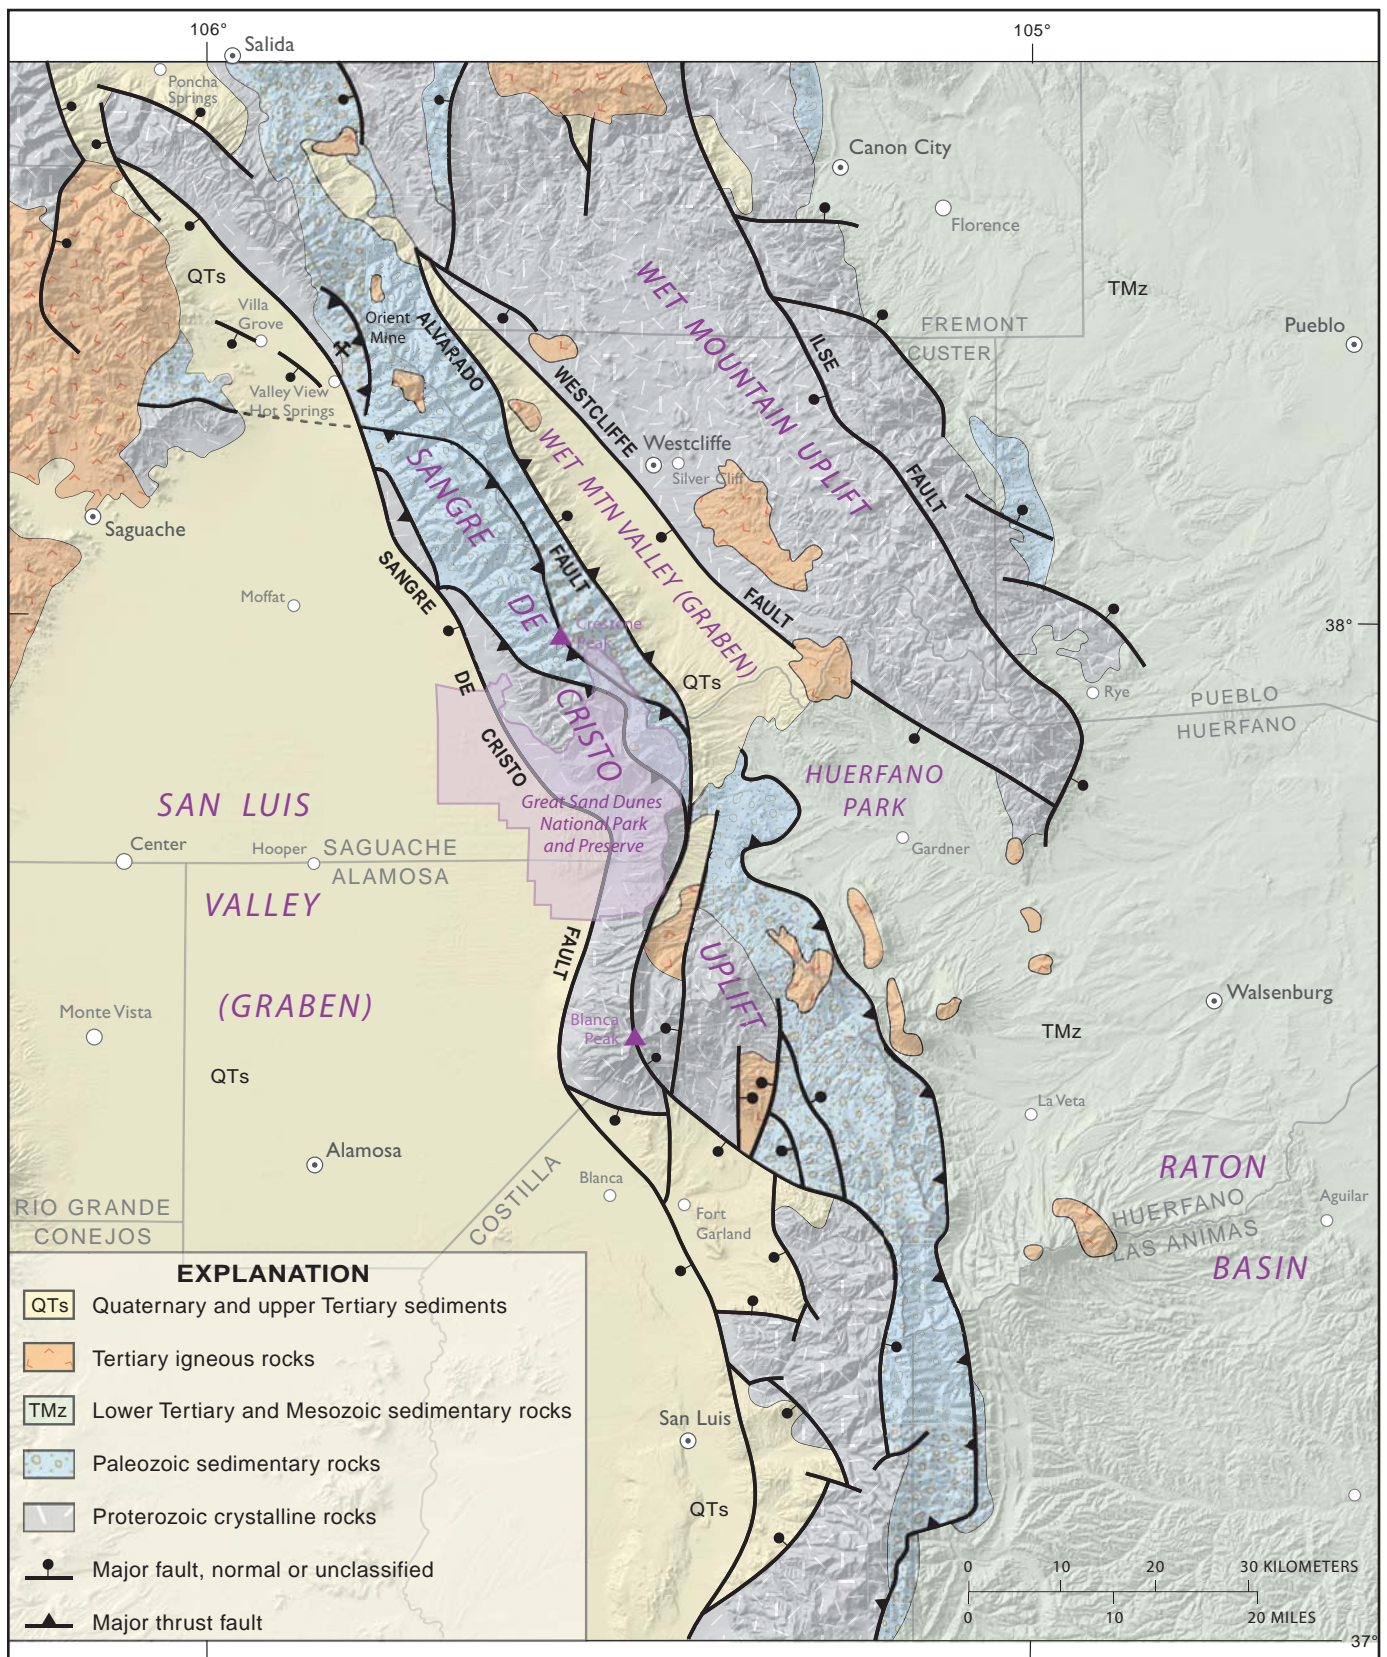 106°
105°
Salida
Poncha
Springs
Canon City
Florence
QTs
TMz
Villa
Grove
Orient
Mine
ALVARADO
WET MOUNTAIN UPLIFT
ILSE
FREMONT
CUSTER
Pueblo
Valley View
Hot Springs
WESTCLIFFE
Westcliffe
Silver Cliff
WET MTN VALLEY (GRABEN)
FAULT
Saguache
SANGRE
DE
CRISTO
UPLIFT
SANGRE
DE
CRISTO
FAULT
FAULT
FAULT
Moffat
Crestone
Peak
38°
QTs
Rye
PUEBLO
HUERFANO
HUERFANO
PARK
SAN LUIS
VALLEY
(GRABEN)
Great Sand Dunes
National Park
and Preserve
Center
Hooper
SAGUACHE
ALAMOSA
Gardner
Monte Vista
Blanca
Peak
Walsenburg
TMz
QTs
La Veta
Alamosa
Blanca
COSTILLA
Fort
Garland
RATON
BASIN
Aguilar
HUERFANO
LAS ANIMAS
RIO GRANDE
CONEJOS
San Luis
QTs
EXPLANATION
QTs Quaternary and upper Tertiary sediments
Tertiary igneous rocks
TMz Lower Tertiary and Mesozoic sedimentary rocks
Paleozoic sedimentary rocks
Proterozoic crystalline rocks
Major fault, normal or unclassified
Major thrust fault
0 10 20 30 KILOMETERS
0 10 20 MILES
37°